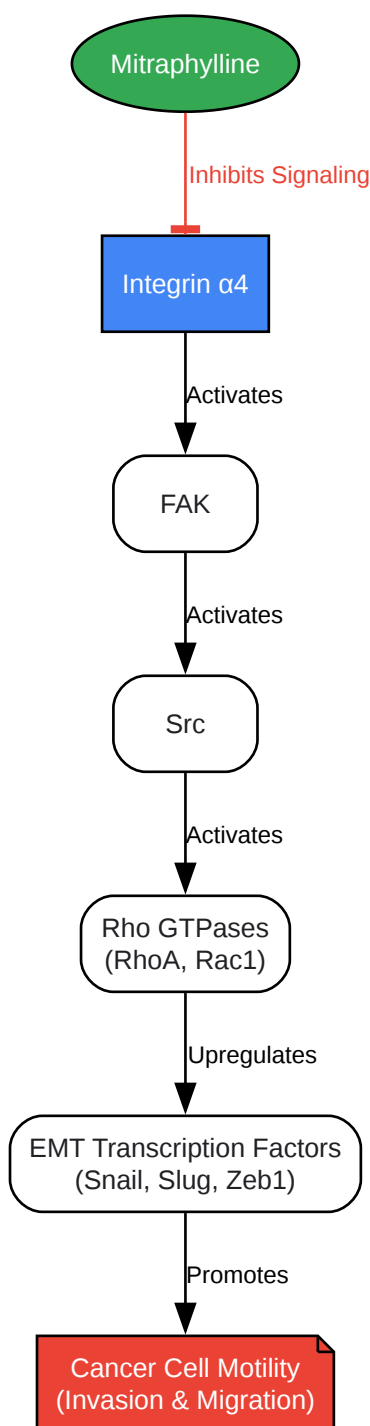 Mitraphylline
Inhibits Signaling
Integrin α4
Activates
FAK
Activates
Src
Activates
Rho GTPases
(RhoA, Rac1)
Upregulates
EMT Transcription Factors
(Snail, Slug, Zeb1)
Promotes
Cancer Cell Motility
(Invasion & Migration)